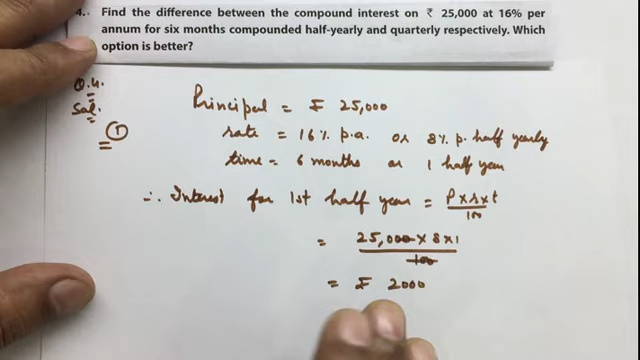 4. Find the difference between the compound interest on ₹ 25,000 at 16% per
annum for six months compounded half-yearly and quarterly respectively. Which
option is better?
Q.4.
Sol.
①
Principal = ₹ 25,000
rate = 16% p.a. or 8% p. half yearly
time = 6 months or 1 half year
∴ Interest for 1st half year = P×r×t/100
= 25,000×8×1/100
= ₹ 2000